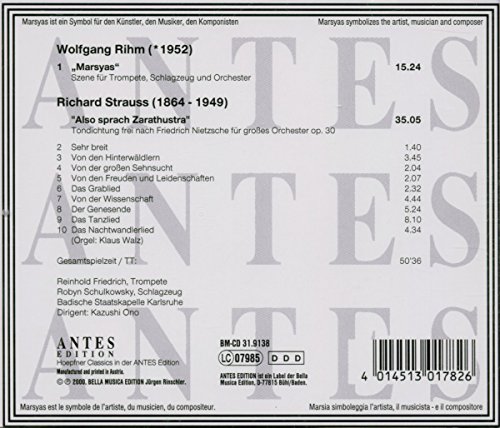 Marsyas ist ein Symbol für den Künstler, den Musiker, den Komponisten
Marsyas symbolizes the artist, musician and composer
ANTES
Wolfgang Rihm (*1952)
1 „Marsyas“ 15.24
Szene für Trompete, Schlagzeug und Orchester
Richard Strauss (1864 - 1949)
ANTES
"Also sprach Zarathustra" 35.05
Tondichtung frei nach Friedrich Nietzsche für großes Orchester op. 30
2 Sehr breit 1.40
3 Von den Hinterwäldlern 3.45
4 Von der großen Sehnsucht 2.04
5 Von den Freuden und Leidenschaften 2.07
6 Das Grablied 2.32
7 Von der Wissenschaft 4.44
8 Der Genesende 5.24
9 Das Tanzlied 8.10
10 Das Nachtwandlerlied 4.34
(Orgel: Klaus Walz)
ANTES
Gesamtspielzeit / T.T: 50'36
Reinhold Friedrich, Trompete
Robyn Schulkowsky, Schlagzeug
Badische Staatskapelle Karlsruhe
Dirigent: Kazushi Ono
ANTES
ANTES
EDITION
Hoepfner Classics in der ANTES Edition
Manufactured and printed in Austria.
℗ © 2000, BELLA MUSICA EDITION Jürgen Rinschler.
BM-CD 31.9138
LC 07985 D D D
ANTES EDITION ist ein Label der Bella
Musica Edition, D-77815 Bühl/Baden.
4 014513 017826
Marsyas est le symbole de l'artiste, du musicien, du compositeur.
Marsia simboleggia l'artista, il musicista - e il compositore